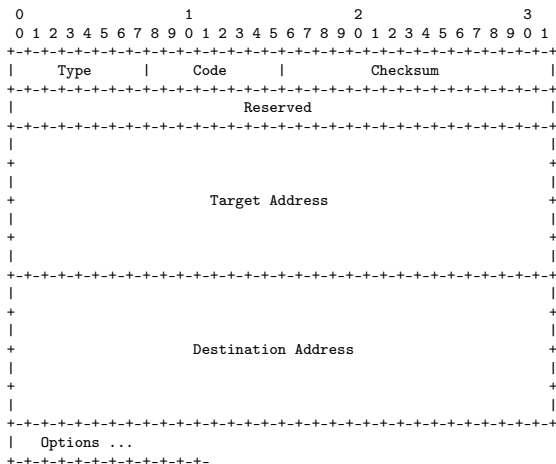 0                   1                   2                   3
0 1 2 3 4 5 6 7 8 9 0 1 2 3 4 5 6 7 8 9 0 1 2 3 4 5 6 7 8 9 0 1
+-+-+-+-+-+-+-+-+-+-+-+-+-+-+-+-+-+-+-+-+-+-+-+-+-+-+-+-+-+-+-+-+
|     Type      |     Code      |          Checksum             |
+-+-+-+-+-+-+-+-+-+-+-+-+-+-+-+-+-+-+-+-+-+-+-+-+-+-+-+-+-+-+-+-+
|                           Reserved                            |
+-+-+-+-+-+-+-+-+-+-+-+-+-+-+-+-+-+-+-+-+-+-+-+-+-+-+-+-+-+-+-+-+
|                                                               |
+                                                               +
|                                                               |
+                       Target Address                          +
|                                                               |
+                                                               +
|                                                               |
+-+-+-+-+-+-+-+-+-+-+-+-+-+-+-+-+-+-+-+-+-+-+-+-+-+-+-+-+-+-+-+-+
|                                                               |
+                                                               +
|                                                               |
+                     Destination Address                       +
|                                                               |
+                                                               +
|                                                               |
+-+-+-+-+-+-+-+-+-+-+-+-+-+-+-+-+-+-+-+-+-+-+-+-+-+-+-+-+-+-+-+-+
|   Options ...
+-+-+-+-+-+-+-+-+-+-+-+-